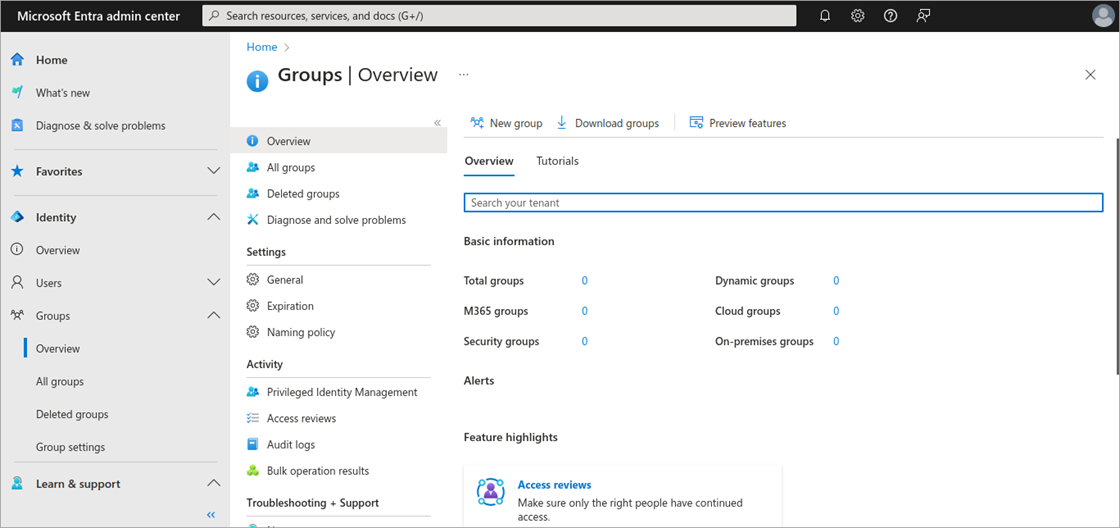 Microsoft Entra admin center
Search resources, services, and docs (G+/)
Home
What's new
Diagnose & solve problems
Favorites
Identity
Overview
Users
Groups
Overview
All groups
Deleted groups
Group settings
Learn & support
«
Home >
Groups | Overview ...
«
Overview
All groups
Deleted groups
Diagnose and solve problems
Settings
General
Expiration
Naming policy
Activity
Privileged Identity Management
Access reviews
Audit logs
Bulk operation results
Troubleshooting + Support
New group Download groups Preview features
Overview Tutorials
Search your tenant
Basic information
Total groups 0 Dynamic groups 0
M365 groups 0 Cloud groups 0
Security groups 0 On-premises groups 0
Alerts
Feature highlights
Access reviews
Make sure only the right people have continued
access.